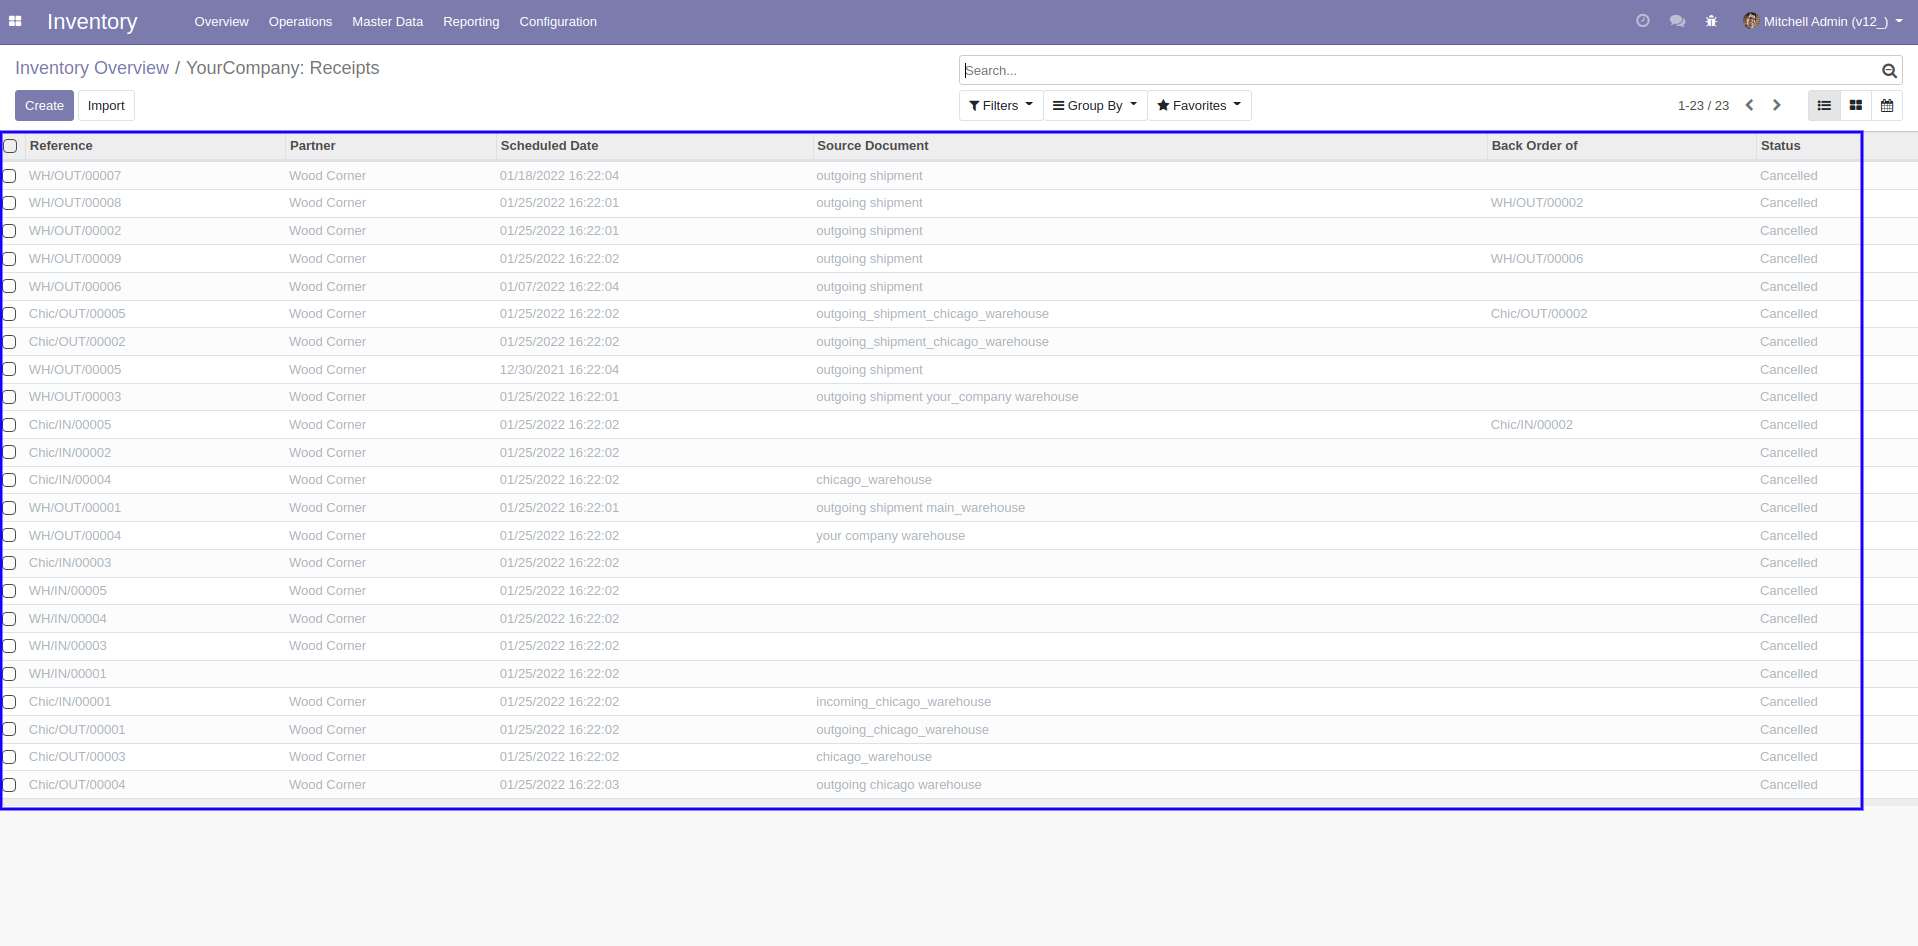 Inventory Overview Operations Master Data Reporting Configuration Mitchell Admin (v12_)
Inventory Overview / YourCompany: Receipts
Search...
Create Import Filters Group By Favorites 1-23 / 23
Reference Partner Scheduled Date Source Document Back Order of Status
WH/OUT/00007 Wood Corner 01/18/2022 16:22:04 outgoing shipment Cancelled
WH/OUT/00008 Wood Corner 01/25/2022 16:22:01 outgoing shipment WH/OUT/00002 Cancelled
WH/OUT/00002 Wood Corner 01/25/2022 16:22:01 outgoing shipment Cancelled
WH/OUT/00009 Wood Corner 01/25/2022 16:22:02 outgoing shipment WH/OUT/00006 Cancelled
WH/OUT/00006 Wood Corner 01/07/2022 16:22:04 outgoing shipment Cancelled
Chic/OUT/00005 Wood Corner 01/25/2022 16:22:02 outgoing_shipment_chicago_warehouse Chic/OUT/00002 Cancelled
Chic/OUT/00002 Wood Corner 01/25/2022 16:22:02 outgoing_shipment_chicago_warehouse Cancelled
WH/OUT/00005 Wood Corner 12/30/2021 16:22:04 outgoing shipment Cancelled
WH/OUT/00003 Wood Corner 01/25/2022 16:22:01 outgoing shipment your_company warehouse Cancelled
Chic/IN/00005 Wood Corner 01/25/2022 16:22:02 Chic/IN/00002 Cancelled
Chic/IN/00002 Wood Corner 01/25/2022 16:22:02 Cancelled
Chic/IN/00004 Wood Corner 01/25/2022 16:22:02 chicago_warehouse Cancelled
WH/OUT/00001 Wood Corner 01/25/2022 16:22:01 outgoing shipment main_warehouse Cancelled
WH/OUT/00004 Wood Corner 01/25/2022 16:22:02 your company warehouse Cancelled
Chic/IN/00003 Wood Corner 01/25/2022 16:22:02 Cancelled
WH/IN/00005 Wood Corner 01/25/2022 16:22:02 Cancelled
WH/IN/00004 Wood Corner 01/25/2022 16:22:02 Cancelled
WH/IN/00003 Wood Corner 01/25/2022 16:22:02 Cancelled
WH/IN/00001 01/25/2022 16:22:02 Cancelled
Chic/IN/00001 Wood Corner 01/25/2022 16:22:02 incoming_chicago_warehouse Cancelled
Chic/OUT/00001 Wood Corner 01/25/2022 16:22:02 outgoing_chicago_warehouse Cancelled
Chic/OUT/00003 Wood Corner 01/25/2022 16:22:02 chicago_warehouse Cancelled
Chic/OUT/00004 Wood Corner 01/25/2022 16:22:03 outgoing chicago warehouse Cancelled